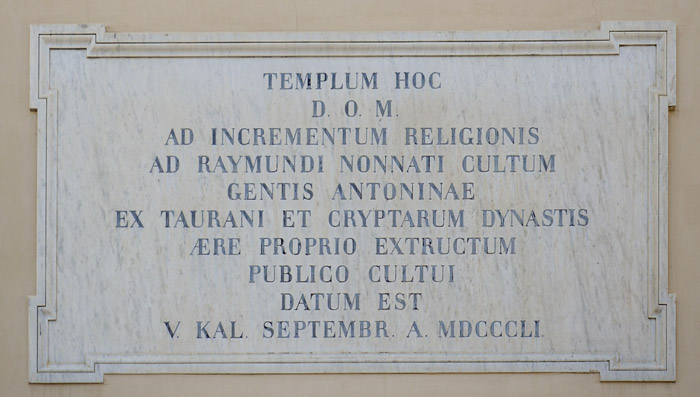 TEMPLUM HOC
D. O. M.
AD INCREMENTUM RELIGIONIS
AD RAYMUNDI NONNATI CULTUM
GENTIS ANTONINAE
EX TAURANI ET CRYPTARUM DYNASTIS
ÆRE PROPRIO EXTRUCTUM
PUBLICO CULTUI
DATUM EST
V. KAL. SEPTEMBR. A. MDCCCLI.